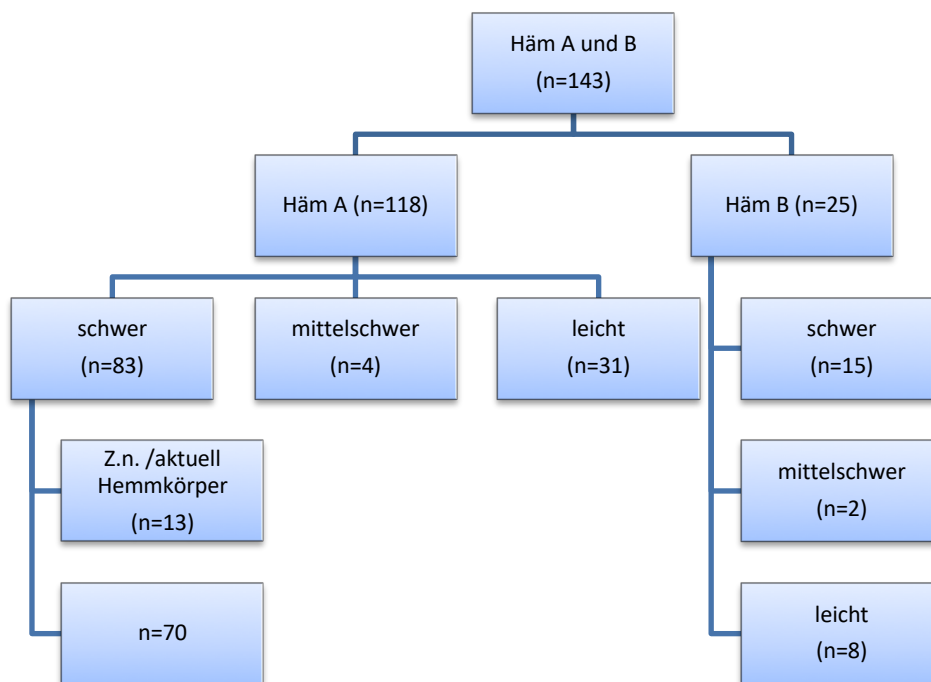 Häm A und B
(n=143)
Häm A (n=118)
Häm B (n=25)
schwer
(n=83)
mittelschwer
(n=4)
leicht
(n=31)
schwer
(n=15)
Z.n. /aktuell
Hemmkörper
(n=13)
mittelschwer
(n=2)
n=70
leicht
(n=8)